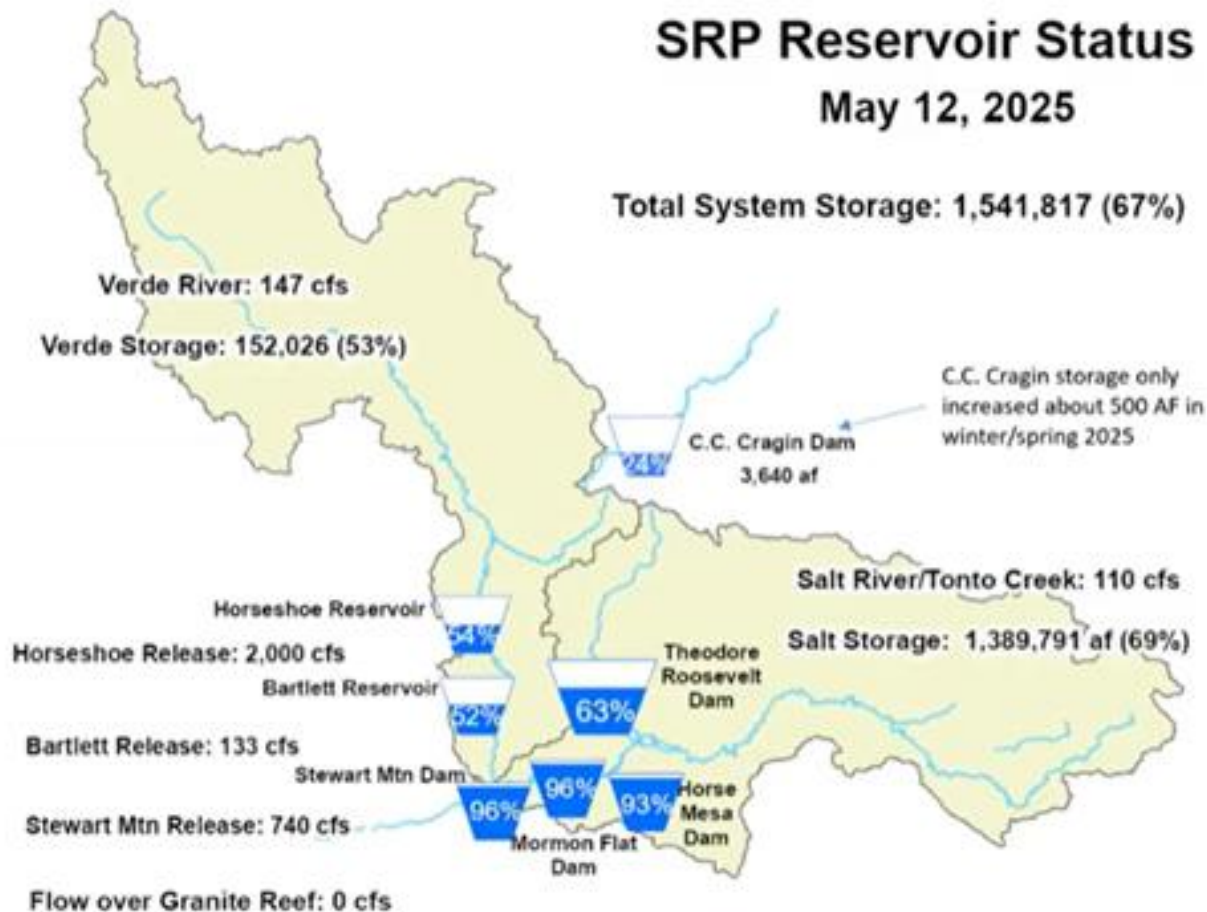 SRP Reservoir Status
May 12, 2025
Total System Storage: 1,541,817 (67%)
Verde River: 147 cfs
Verde Storage: 152,026 (53%)
C.C. Cragin storage only
increased about 500 AF in
winter/spring 2025
C.C. Cragin Dam
24%
3,640 af
Salt River/Tonto Creek: 110 cfs
Salt Storage: 1,389,791 af (69%)
Horseshoe Reservoir
54%
Horseshoe Release: 2,000 cfs
Theodore
Roosevelt
Dam
63%
Bartlett Reservoir
52%
Bartlett Release: 133 cfs
Stewart Mtn Dam
96%
96%
93%
Horse
Mesa
Dam
Stewart Mtn Release: 740 cfs
Mormon Flat
Dam
Flow over Granite Reef: 0 cfs